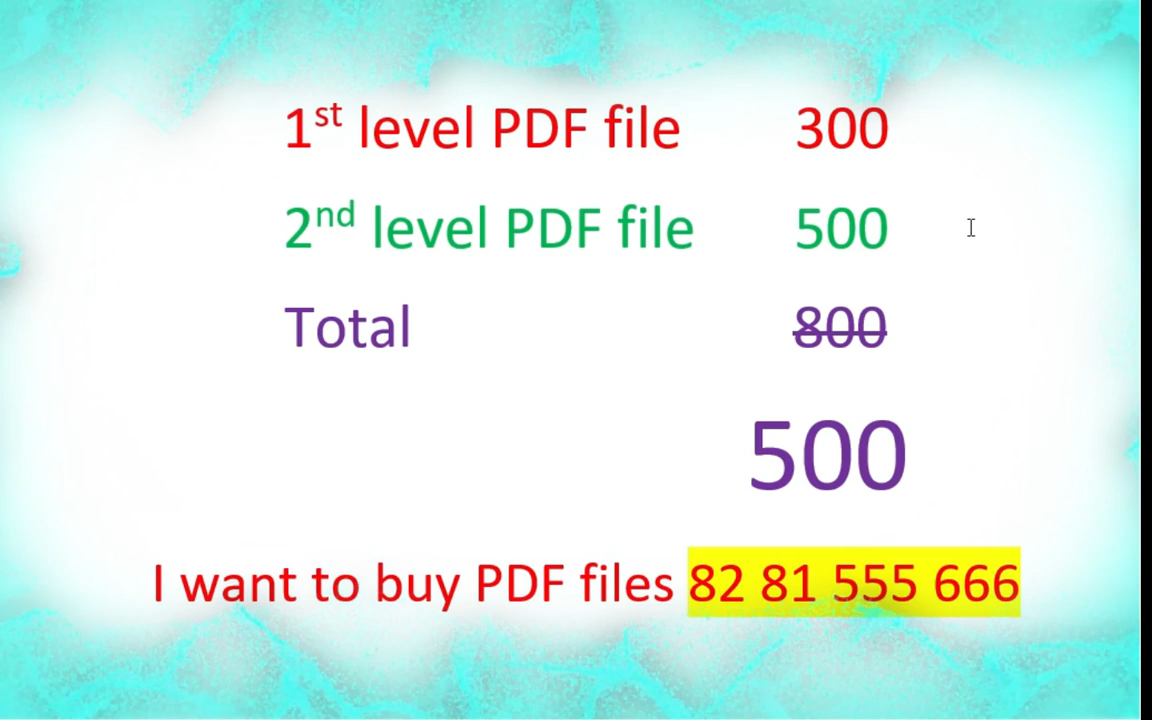 1st level PDF file 300
2nd level PDF file 500
Total 800
500
I want to buy PDF files 82 81 555 666